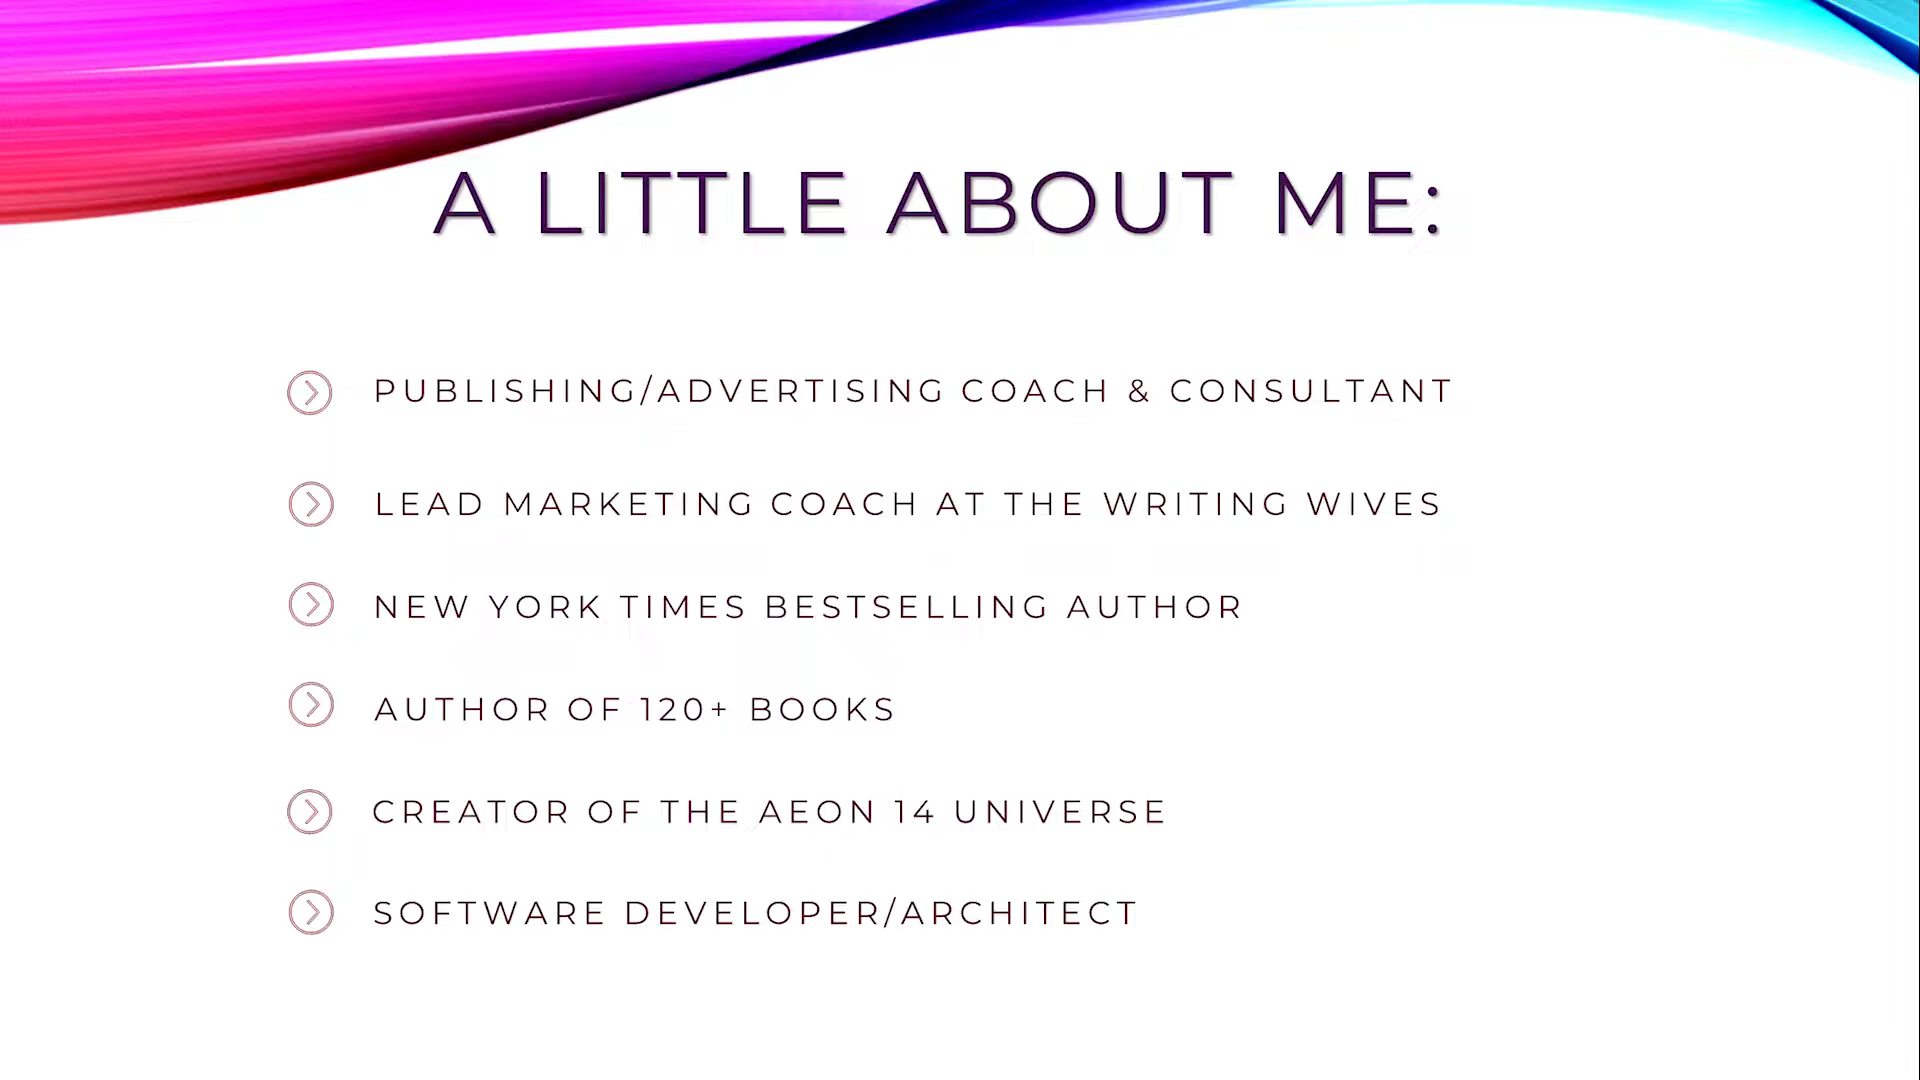 A LITTLE ABOUT ME:
PUBLISHING/ADVERTISING COACH & CONSULTANT
LEAD MARKETING COACH AT THE WRITING WIVES
NEW YORK TIMES BESTSELLING AUTHOR
AUTHOR OF 120+ BOOKS
CREATOR OF THE AEON 14 UNIVERSE
SOFTWARE DEVELOPER/ARCHITECT